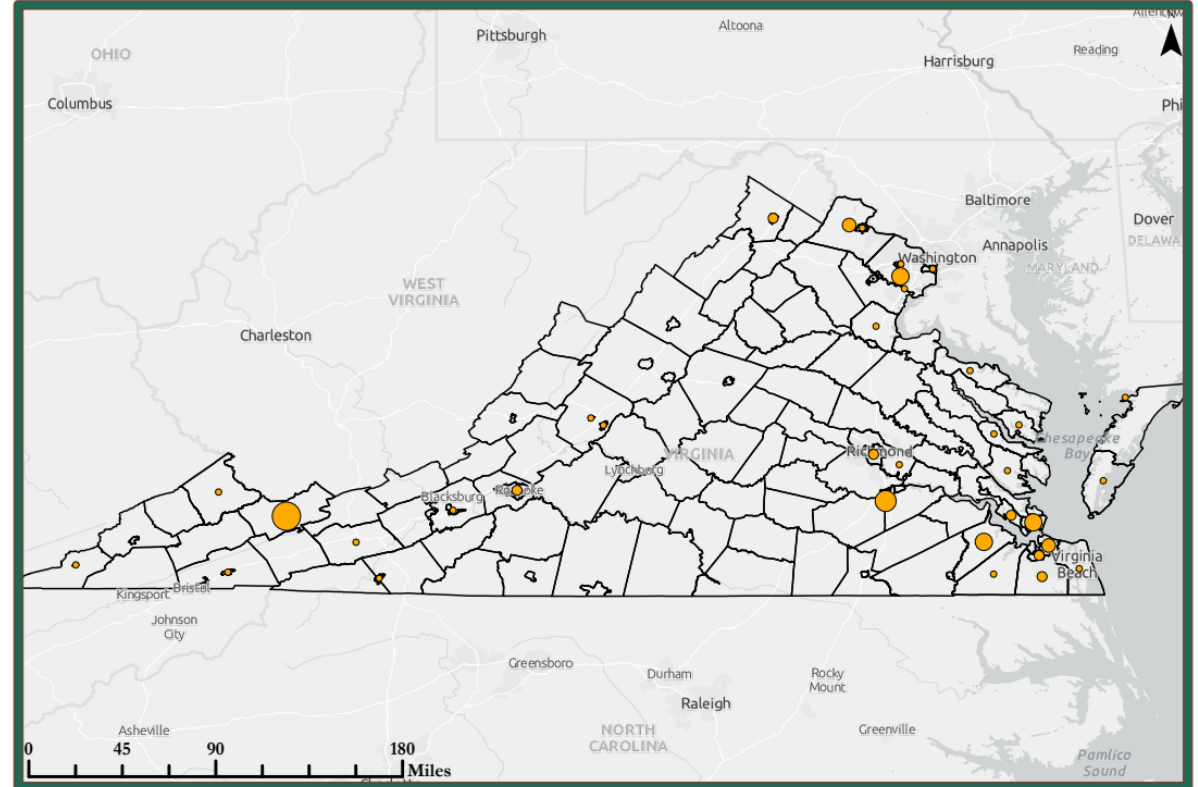 Allentown
N
Altoona
Pittsburgh
Reading
OHIO
Harrisburg
Columbus
Phi
Baltimore
Dover
Annapolis
DELAWA
Washington
MARYLAND
WEST
VIRGINIA
Charleston
Chesapeake
Bay
Richmond
VIRGINIA
Lynchburg
Roanoke
Blacksburg
Virginia
Beach
Bristol
Kingsport
Johnson
City
Greensboro
Durham
Rocky
Mount
Raleigh
Greenville
Asheville
NORTH
CAROLINA
0 45 90 180
Miles
Pamlico
Sound